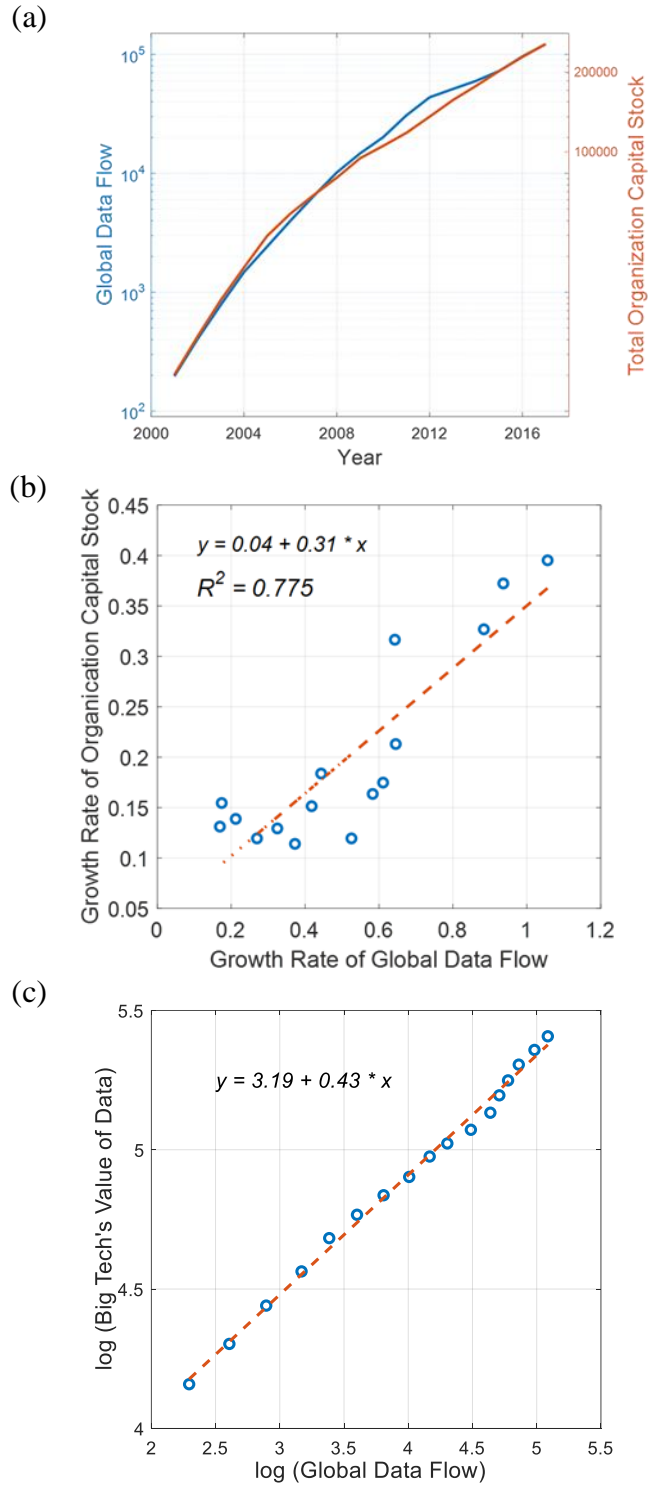 (a)
10^5
10^4
10^3
10^2
Global Data Flow
200000
100000
Total Organization Capital Stock
2000 2004 2008 2012 2016
Year
(b)
y = 0.04 + 0.31 * x
R^2 = 0.775
0.45
0.4
0.35
0.3
0.25
0.2
0.15
0.1
0.05
Growth Rate of Organication Capital Stock
0 0.2 0.4 0.6 0.8 1 1.2
Growth Rate of Global Data Flow
(c)
y = 3.19 + 0.43 * x
5.5
5
4.5
4
log (Big Tech's Value of Data)
2 2.5 3 3.5 4 4.5 5 5.5
log (Global Data Flow)